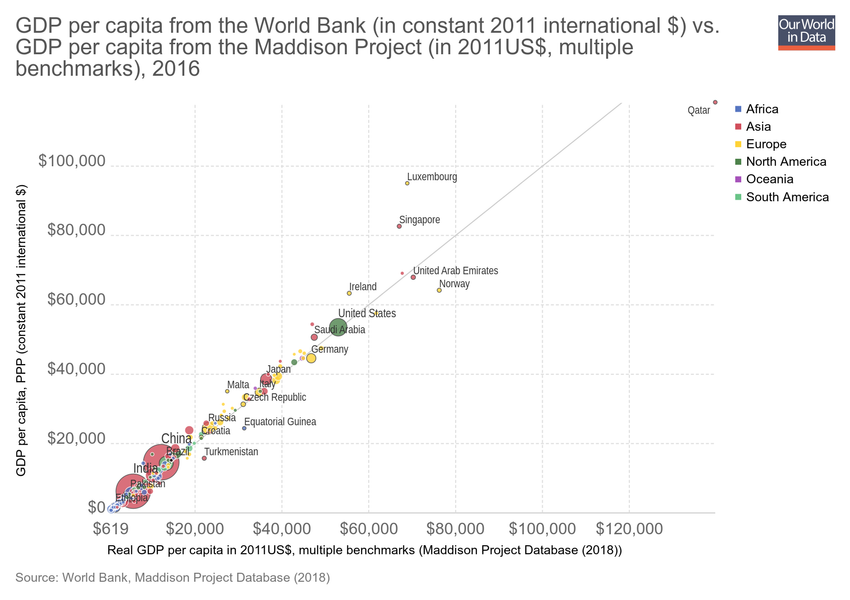 GDP per capita from the World Bank (in constant 2011 international $) vs.
GDP per capita from the Maddison Project (in 2011US$, multiple
benchmarks), 2016
Our World
in Data
Qatar
Africa
Asia
Europe
North America
Oceania
South America
$100,000
Luxembourg
Singapore
$80,000
United Arab Emirates
Norway
Ireland
$60,000
United States
Saudi Arabia
Germany
$40,000
Japan
Italy
Malta
Czech Republic
Russia
Equatorial Guinea
Croatia
$20,000
China
Brazil
Turkmenistan
India
Pakistan
Ethiopia
$0
GDP per capita, PPP (constant 2011 international $)
$619
$20,000
$40,000
$60,000
$80,000
$100,000
$120,000
Real GDP per capita in 2011US$, multiple benchmarks (Maddison Project Database (2018))
Source: World Bank, Maddison Project Database (2018)